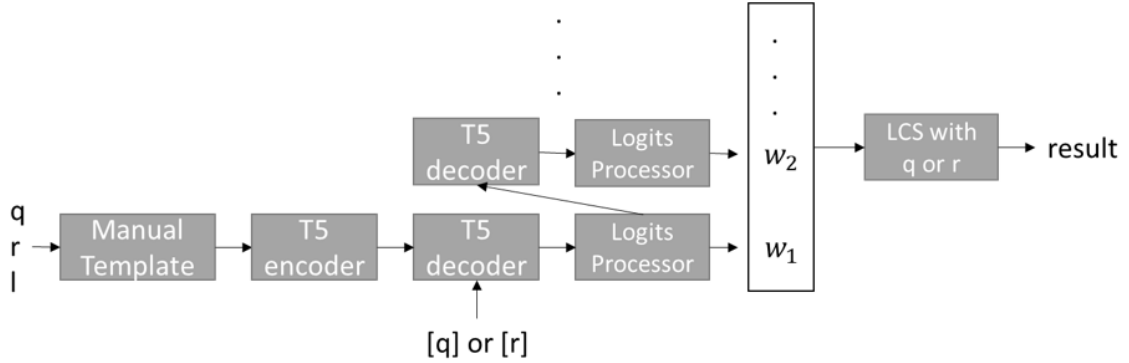 T5
decoder
Logits
Processor
w₂
LCS with
q or r
result
q
r
l
Manual
Template
T5
encoder
T5
decoder
Logits
Processor
w₁
[q] or [r]